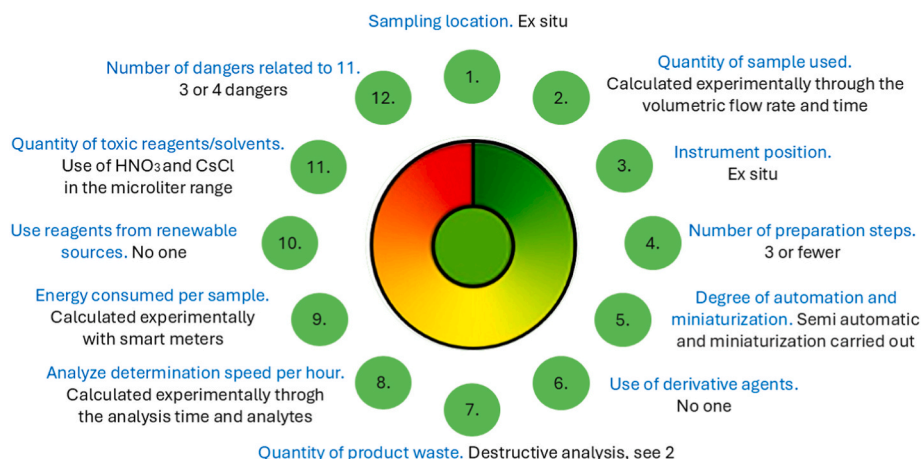 Sampling location. Ex situ
1.
Quantity of sample used.
Calculated experimentally through the
volumetric flow rate and time
2.
Instrument position.
Ex situ
3.
Number of preparation steps.
3 or fewer
4.
Degree of automation and
miniaturization. Semi automatic
and miniaturization carried out
5.
Use of derivative agents.
No one
6.
7.
Quantity of product waste. Destructive analysis, see 2
Analyze determination speed per hour.
Calculated experimentally throgh
the analysis time and analytes
8.
Energy consumed per sample.
Calculated experimentally
with smart meters
9.
Use reagents from renewable
sources. No one
10.
Quantity of toxic reagents/solvents.
Use of HNO3 and CsCl
in the microliter range
11.
Number of dangers related to 11.
3 or 4 dangers
12.